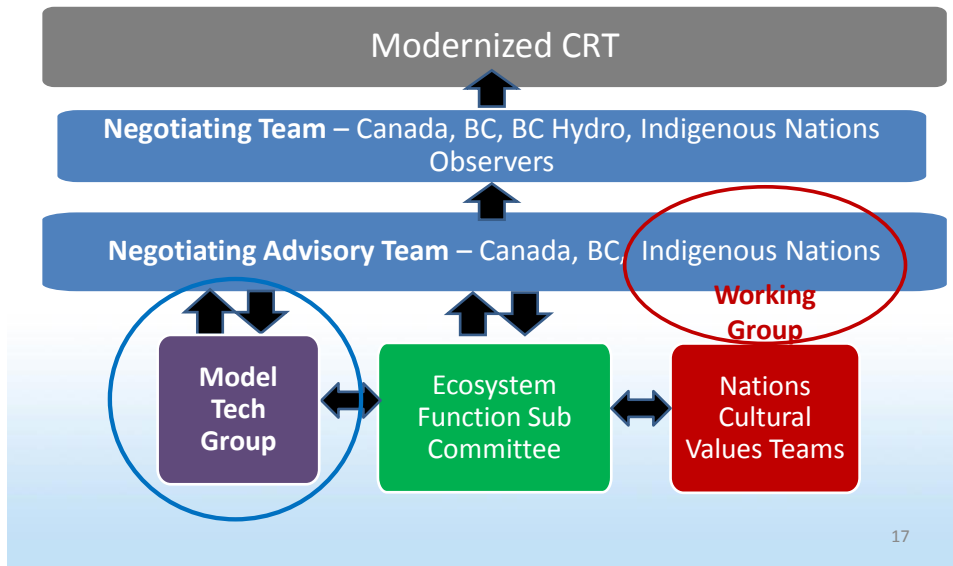 Modernized CRT
Negotiating Team – Canada, BC, BC Hydro, Indigenous Nations
Observers
Negotiating Advisory Team – Canada, BC, Indigenous Nations
Working
Group
Model
Tech
Group
Ecosystem
Function Sub
Committee
Nations
Cultural
Values Teams
17